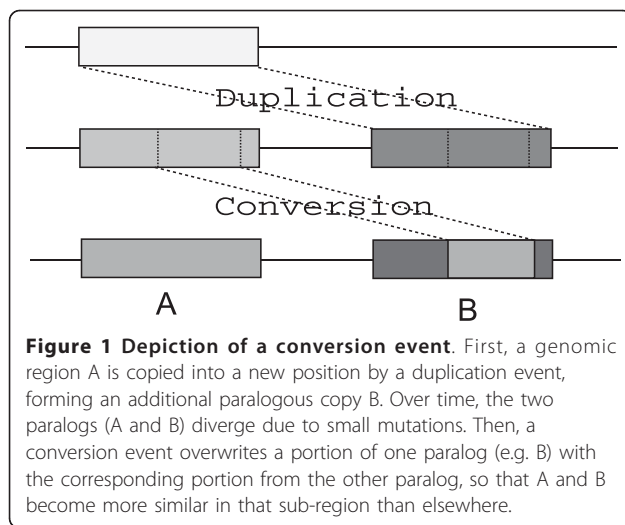 Duplication
Conversion
A
B
Figure 1 Depiction of a conversion event. First, a genomic
region A is copied into a new position by a duplication event,
forming an additional paralogous copy B. Over time, the two
paralogs (A and B) diverge due to small mutations. Then, a
conversion event overwrites a portion of one paralog (e.g. B) with
the corresponding portion from the other paralog, so that A and B
become more similar in that sub-region than elsewhere.